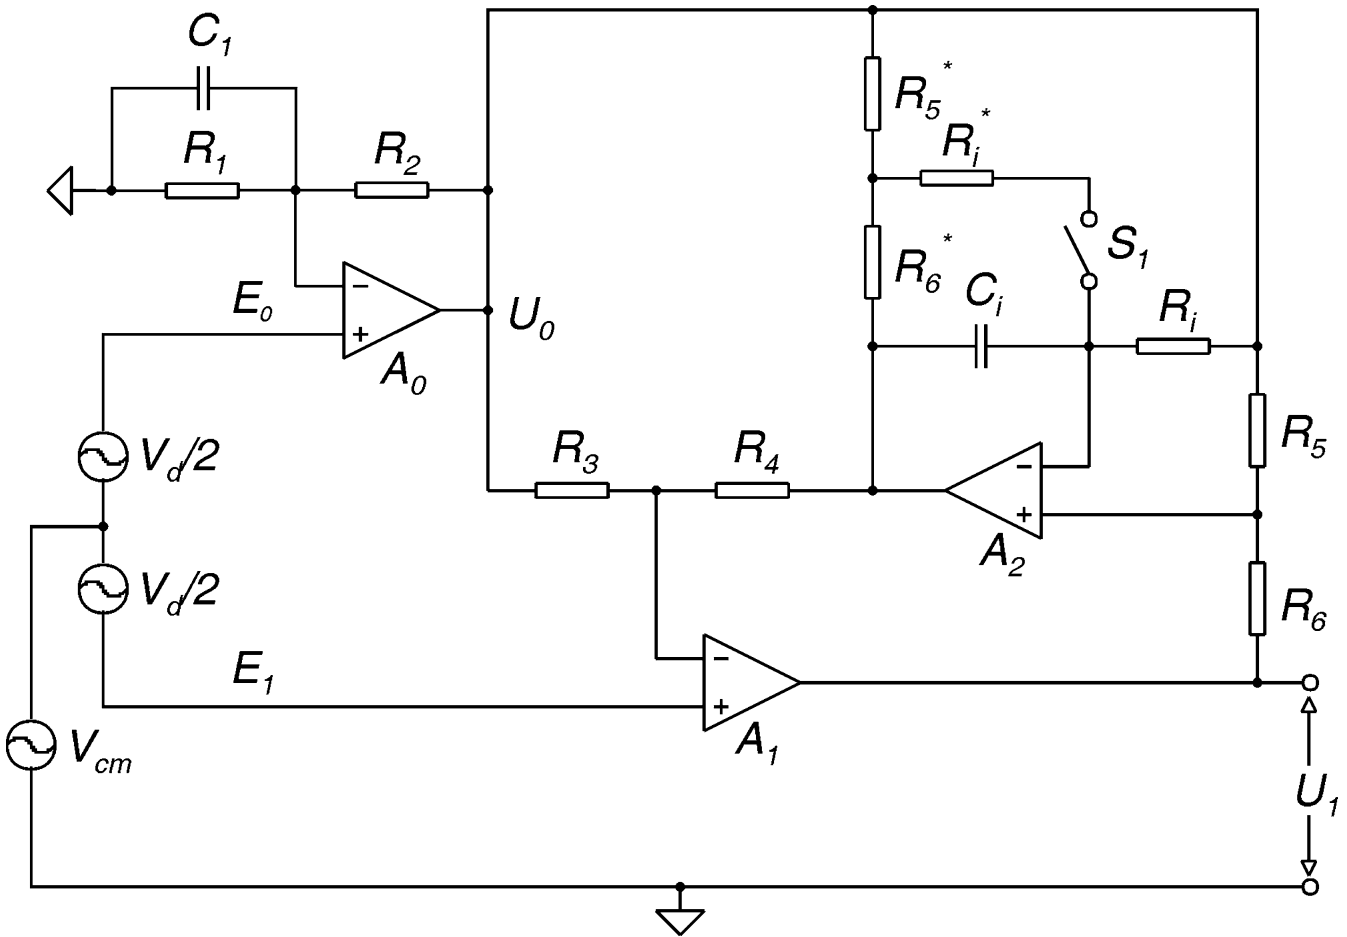 C1
R5*
R1
R2
Ri*
S1
R6*
E0
Ci
Ri
−
U0
+
A0
R3
R4
Vd/2
R5
−
+
A2
Vd/2
R6
E1
−
+
A1
Vcm
U1